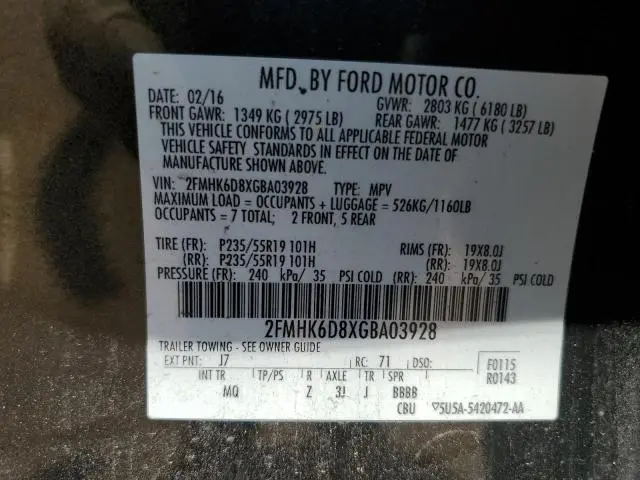 MFD. BY FORD MOTOR CO.
DATE: 02/16 GVWR: 2803 KG ( 6180 LB)
FRONT GAWR: 1349 KG ( 2975 LB) REAR GAWR: 1477 KG ( 3257 LB)
THIS VEHICLE CONFORMS TO ALL APPLICABLE FEDERAL MOTOR
VEHICLE SAFETY STANDARDS IN EFFECT ON THE DATE OF
MANUFACTURE SHOWN ABOVE.
VIN: 2FMHK6D8XGBA03928 TYPE: MPV
MAXIMUM LOAD = OCCUPANTS + LUGGAGE = 526KG/1160LB
OCCUPANTS = 7 TOTAL; 2 FRONT, 5 REAR
TIRE (FR): P235/55R19 101H RIMS (FR): 19X8.0J
(RR): P235/55R19 101H (RR): 19X8.0J
PRESSURE (FR): 240 kPa/ 35 PSI COLD (RR): 240 kPa/ 35 PSI COLD
2FMHK6D8XGBA03928
TRAILER TOWING - SEE OWNER GUIDE
EXT PNT: J7 RC: 71 DSO: F0115
R0143
INT TR TP/PS R AXLE TR SPR
MQ Z 3J J BBBB
CBU ▽5U5A-5420472-AA